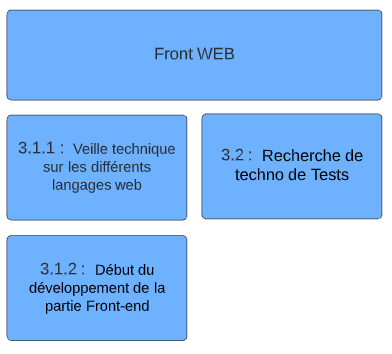 Front WEB
3.1.1 : Veille technique
sur les différents
langages web
3.2 : Recherche de
techno de Tests
3.1.2 : Début du
développement de la
partie Front-end